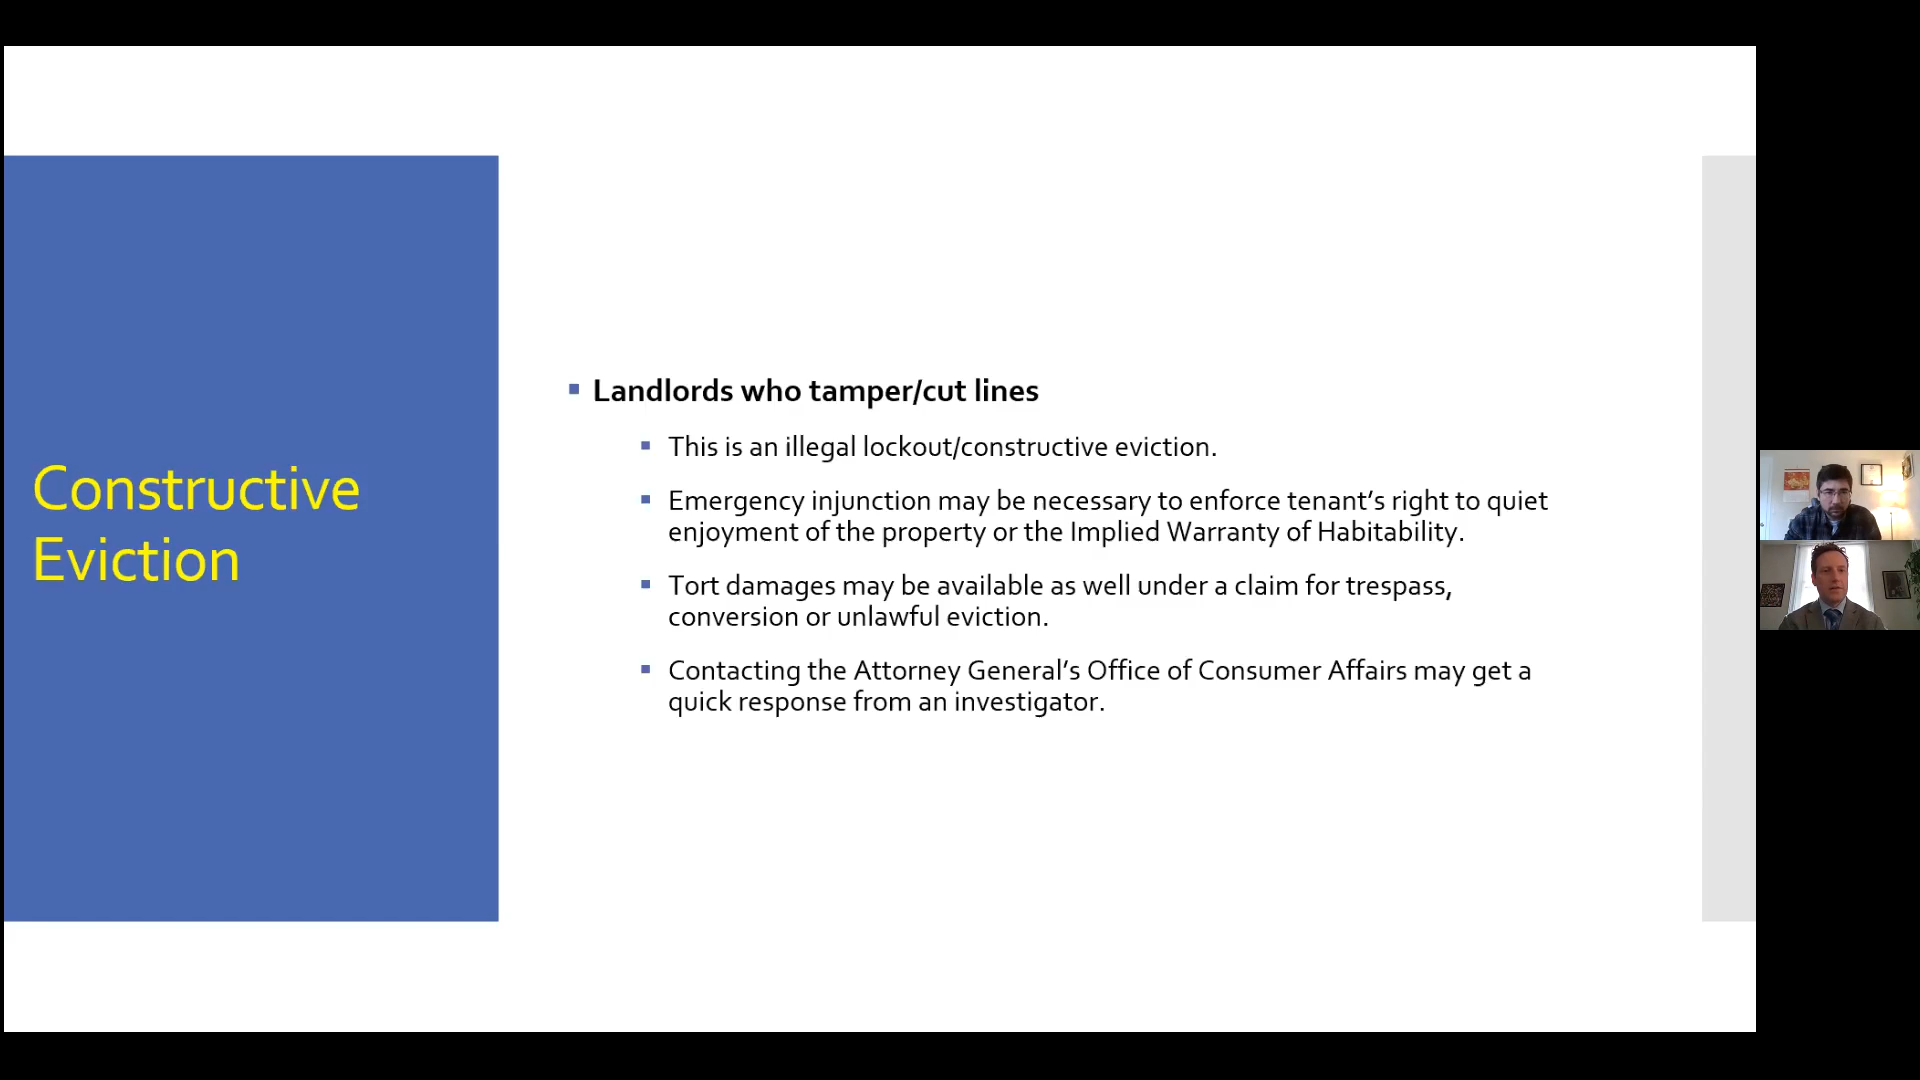 Constructive
Eviction
Landlords who tamper/cut lines
This is an illegal lockout/constructive eviction.
Emergency injunction may be necessary to enforce tenant’s right to quiet
enjoyment of the property or the Implied Warranty of Habitability.
Tort damages may be available as well under a claim for trespass,
conversion or unlawful eviction.
Contacting the Attorney General’s Office of Consumer Affairs may get a
quick response from an investigator.